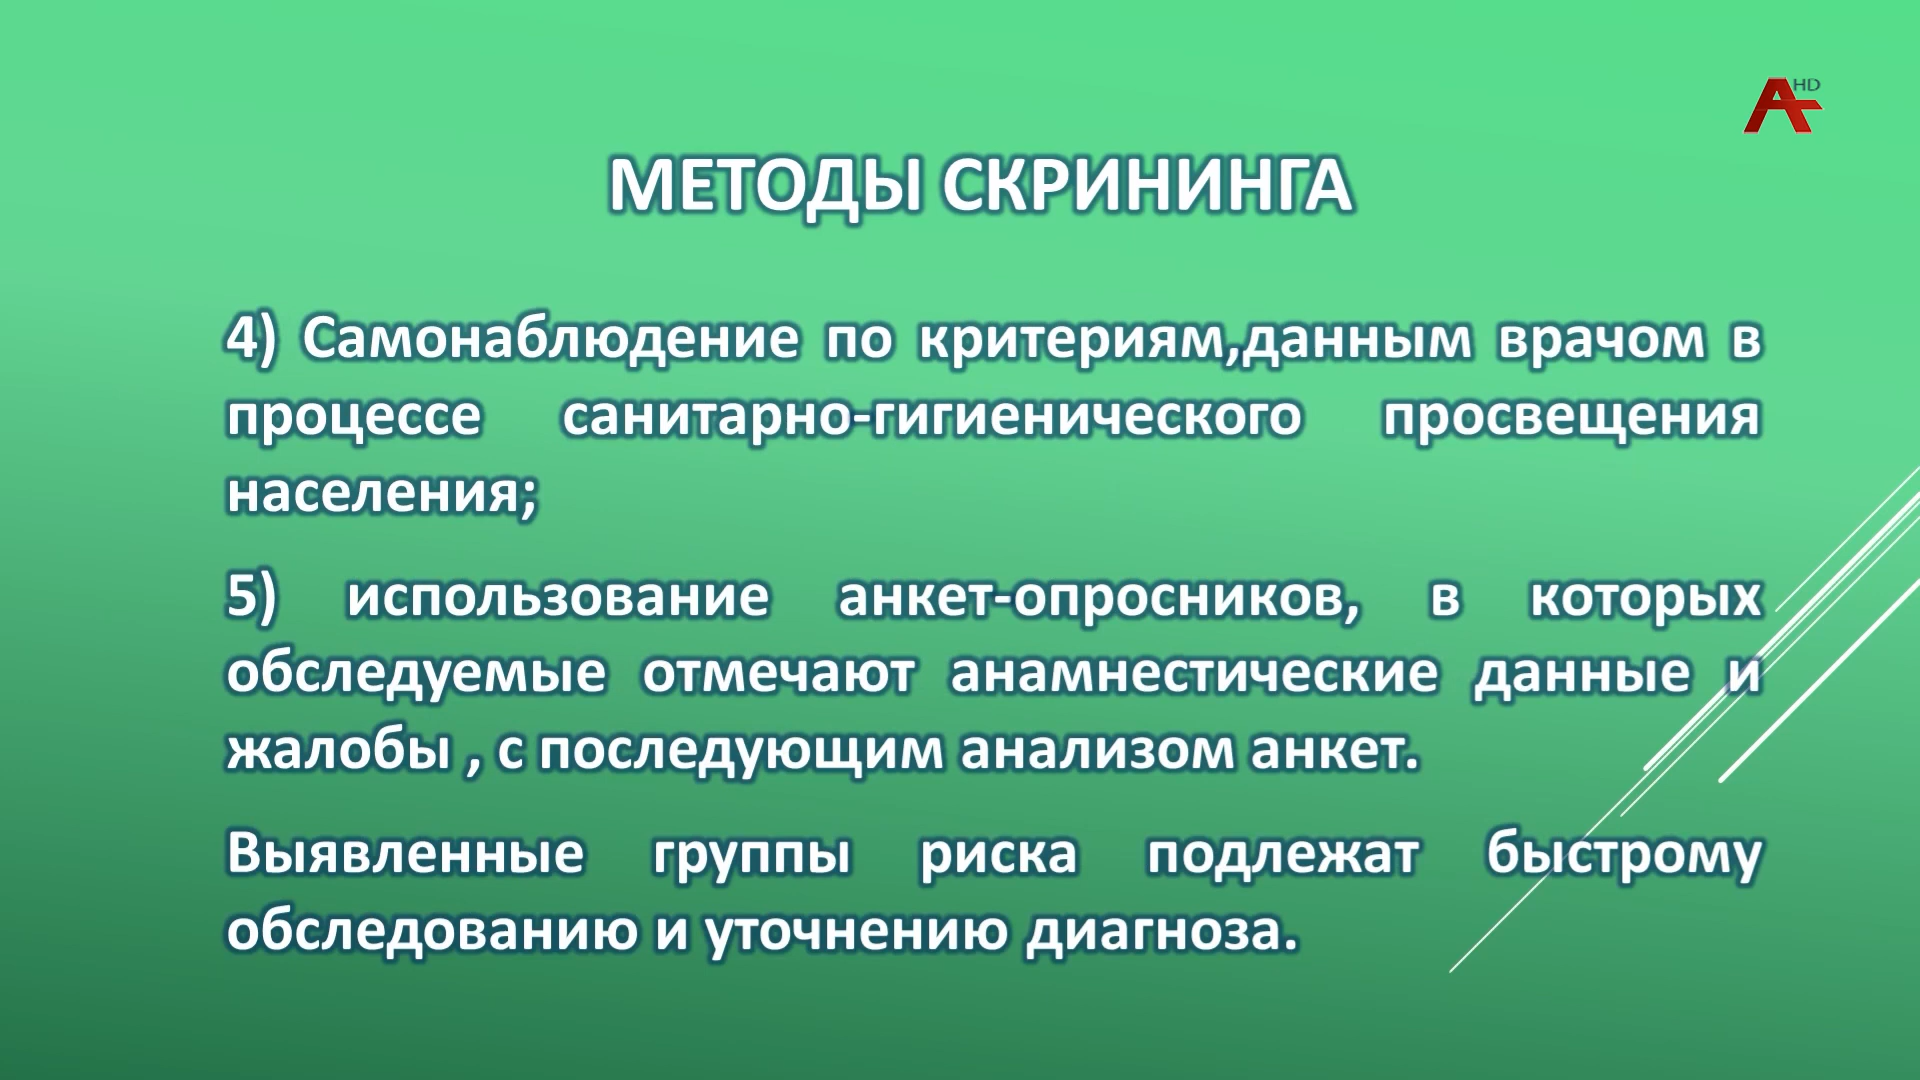 HD
МЕТОДЫ СКРИНИНГА
4) Самонаблюдение по критериям,данным врачом в
процессе санитарно-гигиенического просвещения
населения;
5) использование анкет-опросников, в которых
обследуемые отмечают анамнестические данные и
жалобы , с последующим анализом анкет.
Выявленные группы риска подлежат быстрому
обследованию и уточнению диагноза.